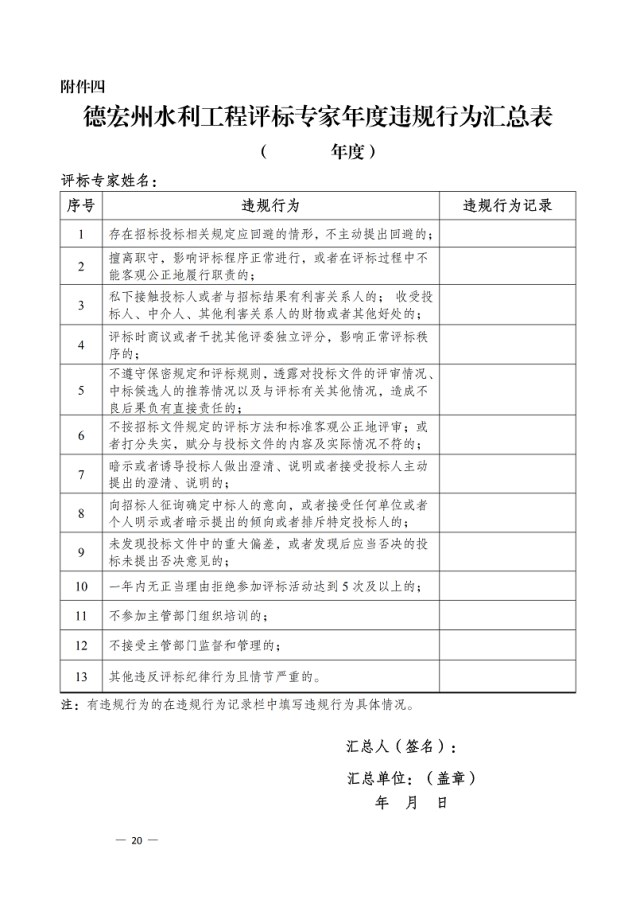 附件四
德宏州水利工程评标专家年度违规行为汇总表
（ 年度）
评标专家姓名：
序号 违规行为 违规行为记录
1 存在招标投标相关规定应回避的情形，不主动提出回避的；
2 擅离职守，影响评标程序正常进行，或者在评标过程中不
能客观公正地履行职责的；
3 私下接触投标人或者与招标结果有利害关系人的； 收受投
标人、中介人、其他利害关系人的财物或者其他好处的；
4 评标时商议或者干扰其他评委独立评分，影响正常评标秩
序的；
5 不遵守保密规定和评标规则，透露对投标文件的评审情况、
中标候选人的推荐情况以及与评标有关其他情况，造成不
良后果负有直接责任的；
6 不按招标文件规定的评标方法和标准客观公正地评审；或
者打分失实，赋分与投标文件的内容及实际情况不符的；
7 暗示或者诱导投标人做出澄清、说明或者接受投标人主动
提出的澄清、说明的；
8 向招标人征询确定中标人的意向，或者接受任何单位或者
个人明示或者暗示提出的倾向或者排斥特定投标人的；
9 未发现投标文件中的重大偏差，或者发现后应当否决的投
标未提出否决意见的；
10 一年内无正当理由拒绝参加评标活动达到 5 次及以上的；
11 不参加主管部门组织培训的；
12 不接受主管部门监督和管理的；
13 其他违反评标纪律行为且情节严重的。
注：有违规行为的在违规行为记录栏中填写违规行为具体情况。
汇总人（签名）：
汇总单位：（盖章）
年 月 日
— 20 —